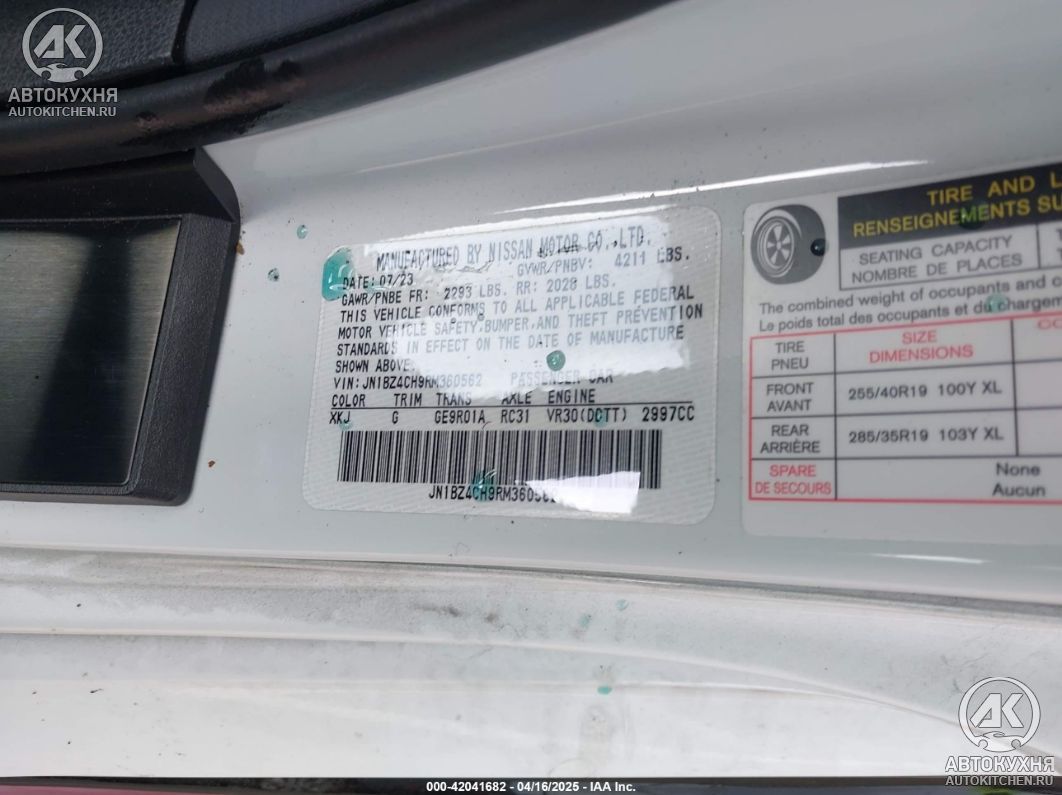 АК
АВТОКУХНЯ
AUTOKITCHEN.RU
MANUFACTURED BY NISSAN MOTOR CO.,LTD.
DATE: 07/23 GVWR/PNBV: 4211 LBS.
GAWR/PNBE FR: 2293 LBS. RR: 2028 LBS.
THIS VEHICLE CONFORMS TO ALL APPLICABLE FEDERAL
MOTOR VEHICLE SAFETY,BUMPER,AND THEFT PREVENTION
STANDARDS IN EFFECT ON THE DATE OF MANUFACTURE
SHOWN ABOVE.
VIN: JN1BZ4CH9RM360562 PASSENGER CAR
COLOR TRIM TRANS AXLE ENGINE
XKJ G GE9R01A RC31 VR30(DCTT) 2997CC
JN1BZ4CH9RM360562
TIRE AND
RENSEIGNEMENTS
SEATING CAPACITY
NOMBRE DE PLACES
The combined weight of occupants and
Le poids total des occupants et du
TIRE SIZE
PNEU DIMENSIONS
FRONT
AVANT 255/40R19 100Y XL
REAR
ARRIÈRE 285/35R19 103Y XL
SPARE None
DE SECOURS Aucun
АК
АВТОКУХНЯ
AUTOKITCHEN.RU
000-42041682 - 04/16/2025 - IAA Inc.